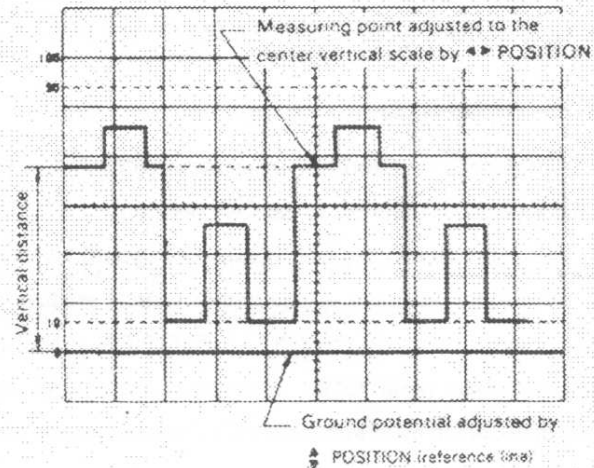 Measuring point adjusted to the
center vertical scale by ◄► POSITION
100
90
Vertical distance
10
0
Ground potential adjusted by
▲▼ POSITION (reference line)